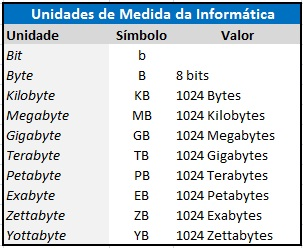 Unidades de Medida da Informática
Unidade Símbolo Valor
Bit b
Byte B 8 bits
Kilobyte KB 1024 Bytes
Megabyte MB 1024 Kilobytes
Gigabyte GB 1024 Megabytes
Terabyte TB 1024 Gigabytes
Petabyte PB 1024 Terabytes
Exabyte EB 1024 Petabytes
Zettabyte ZB 1024 Exabytes
Yottabyte YB 1024 Zettabytes